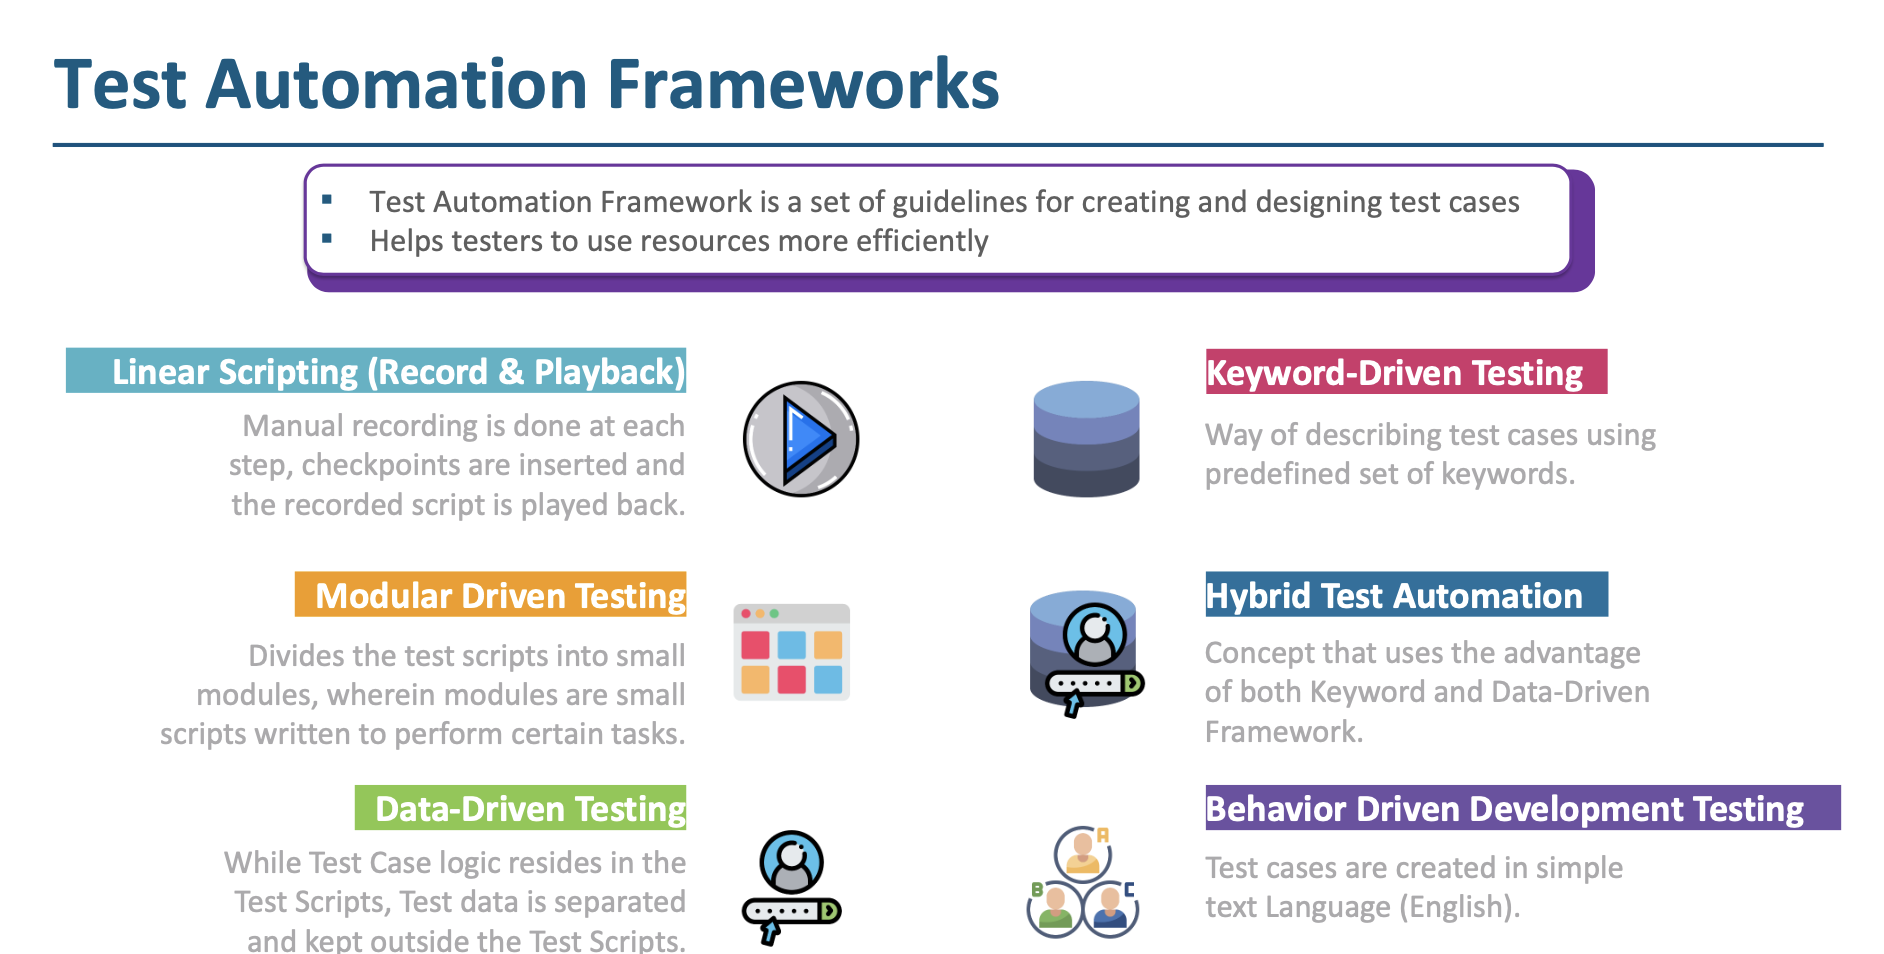 Test Automation Frameworks
▪ Test Automation Framework is a set of guidelines for creating and designing test cases
▪ Helps testers to use resources more efficiently
Linear Scripting (Record & Playback)
Manual recording is done at each
step, checkpoints are inserted and
the recorded script is played back.
Modular Driven Testing
Divides the test scripts into small
modules, wherein modules are small
scripts written to perform certain tasks.
Data-Driven Testing
While Test Case logic resides in the
Test Scripts, Test data is separated
and kept outside the Test Scripts.
Keyword-Driven Testing
Way of describing test cases using
predefined set of keywords.
Hybrid Test Automation
Concept that uses the advantage
of both Keyword and Data-Driven
Framework.
Behavior Driven Development Testing
A
B
C
Test cases are created in simple
text Language (English).